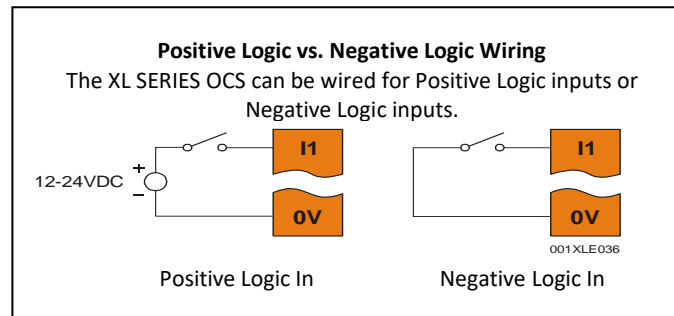 Positive Logic vs. Negative Logic Wiring
The XL SERIES OCS can be wired for Positive Logic inputs or
Negative Logic inputs.
I1
I1
+
12-24VDC
–
0V
0V
001XLE036
Positive Logic In
Negative Logic In